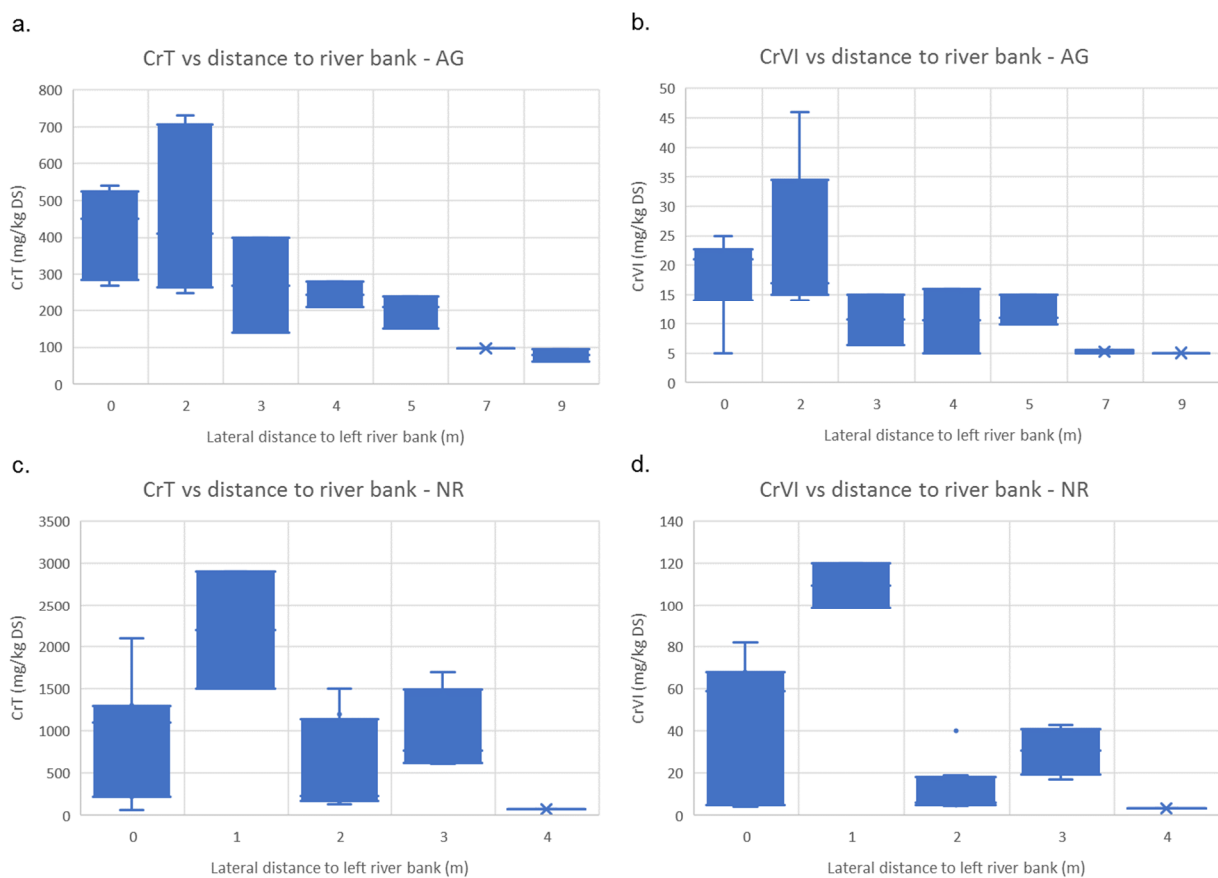 a.
CrT vs distance to river bank - AG
800
700
600
500
400
300
200
100
0
CrT (mg/kg DS)
0 2 3 4 5 7 9
Lateral distance to left river bank (m)
b.
CrVI vs distance to river bank - AG
50
45
40
35
30
25
20
15
10
5
0
CrVI (mg/kg DS)
0 2 3 4 5 7 9
Lateral distance to left river bank (m)
c.
CrT vs distance to river bank - NR
3500
3000
2500
2000
1500
1000
500
0
CrT (mg/kg DS)
0 1 2 3 4
Lateral distance to left river bank (m)
d.
CrVI vs distance to river bank - NR
140
120
100
80
60
40
20
0
CrVI (mg/kg DS)
0 1 2 3 4
Lateral distance to left river bank (m)